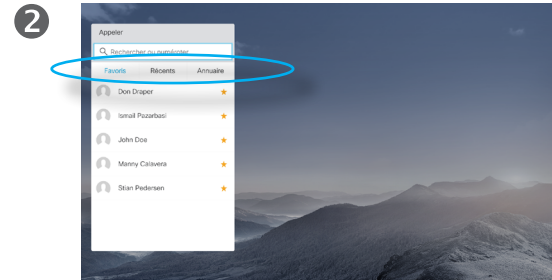 2
Appeler
Rechercher ou numéroter
Favoris Récents Annuaire
Don Draper
Ismail Pazarbasi
John Doe
Manny Calavera
Stian Pedersen